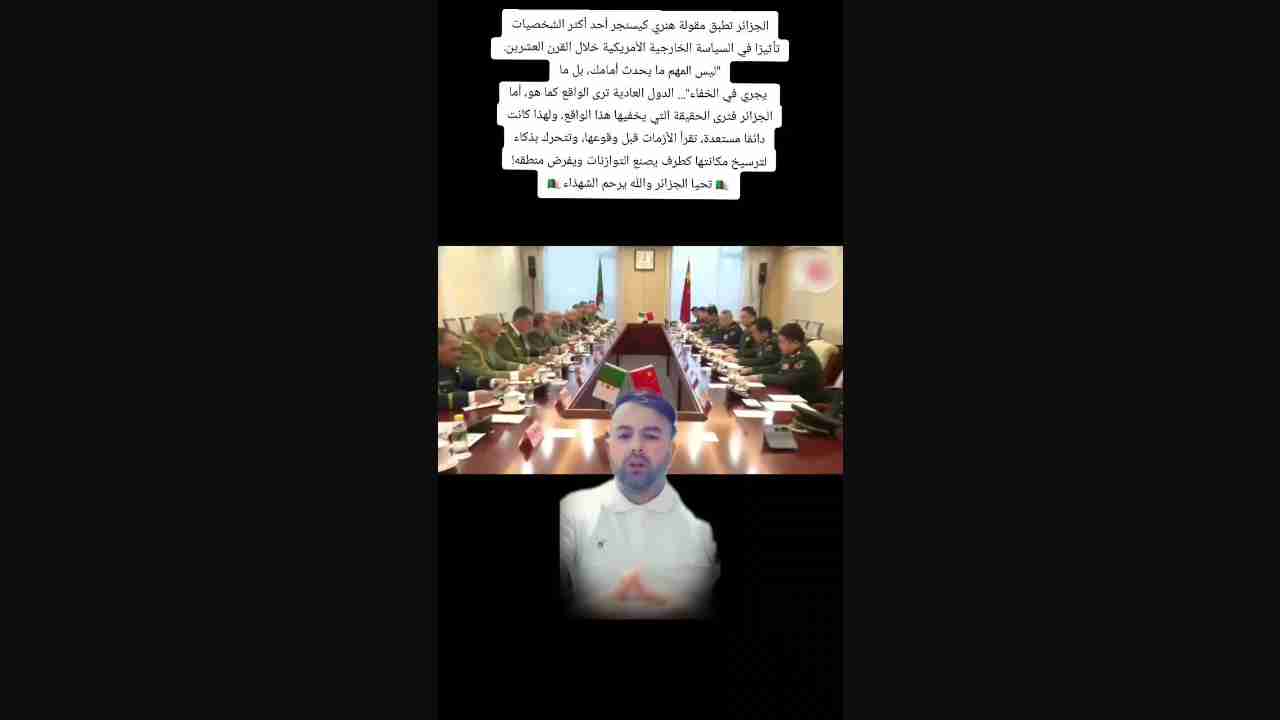 الجزائر تطبق مقولة هنري كيسنجر أحد أكثر الشخصيات
تأثيرًا في السياسة الخارجية الأمريكية خلال القرن العشرين.
"ليس المهم ما يحدث أمامك، بل ما
يجري في الخفاء"... الدول العادية ترى الواقع كما هو، أما
الجزائر فترى الحقيقة التي يخفيها هذا الواقع، ولهذا كانت
دائمًا مستعدة، تقرأ الأزمات قبل وقوعها، وتتحرك بذكاء
لترسيخ مكانتها كطرف يصنع التوازنات ويفرض منطقه!
🇩🇿 تحيا الجزائر والله يرحم الشهداء 🇩🇿